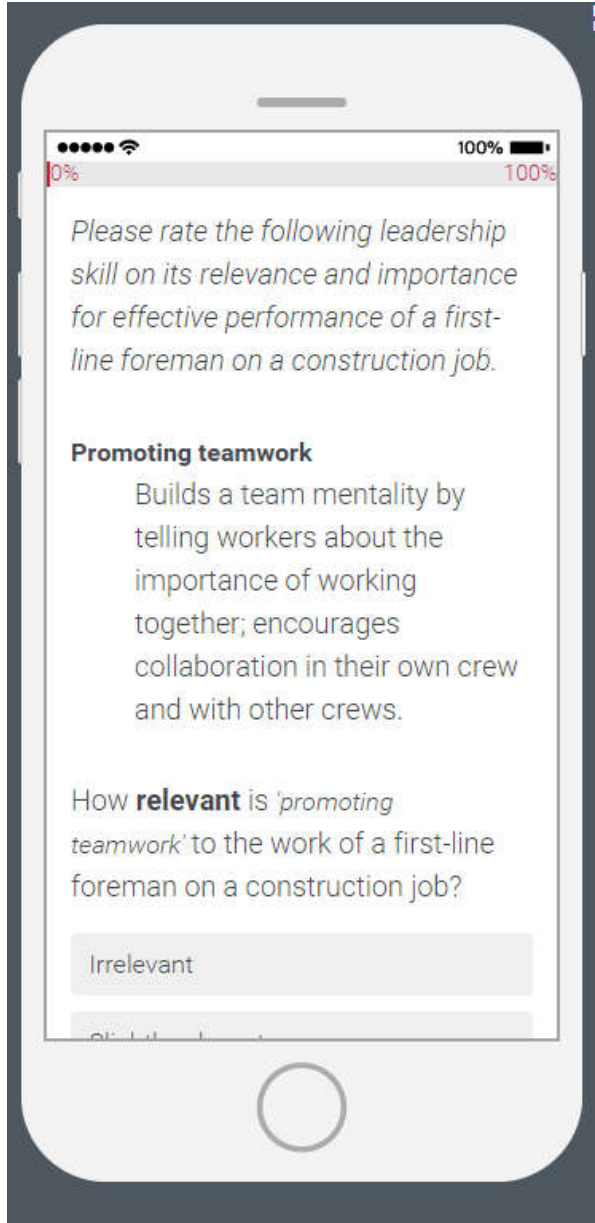 100%
0% 100%
Please rate the following leadership
skill on its relevance and importance
for effective performance of a first-
line foreman on a construction job.
Promoting teamwork
Builds a team mentality by
telling workers about the
importance of working
together; encourages
collaboration in their own crew
and with other crews.
How relevant is 'promoting
teamwork' to the work of a first-line
foreman on a construction job?
Irrelevant